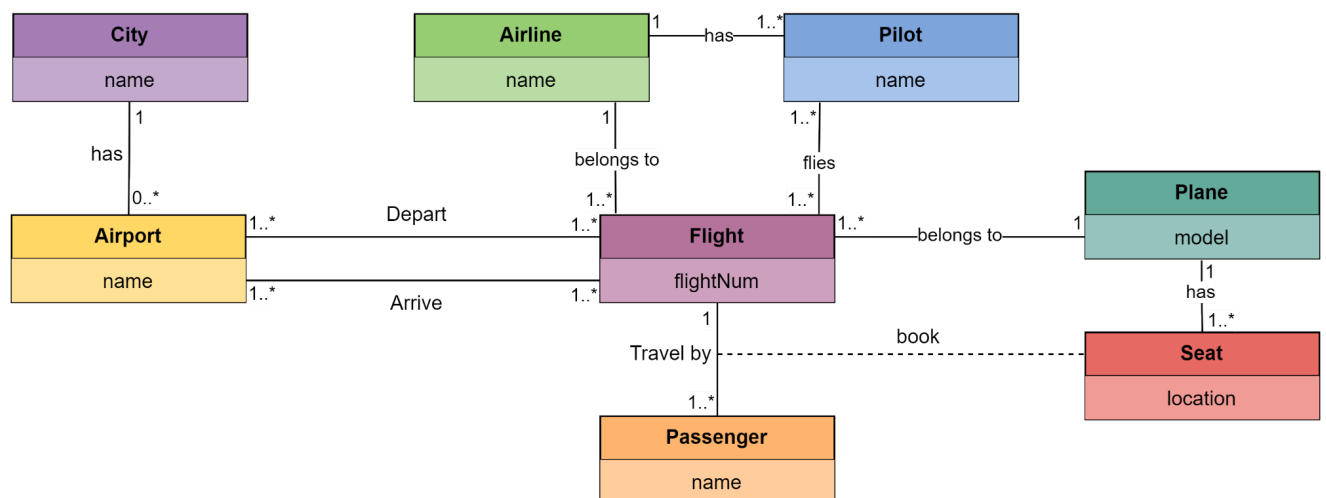 City
name
Airline
name
1
has
1..*
Pilot
name
1
has
0..*
1
belongs to
1..*
1..*
flies
1..*
Plane
model
Airport
name
1..*
Depart
1..*
1..*
Arrive
1..*
Flight
flightNum
1..*
belongs to
1
1
has
1..*
1
Travel by
1..*
book
Seat
location
Passenger
name